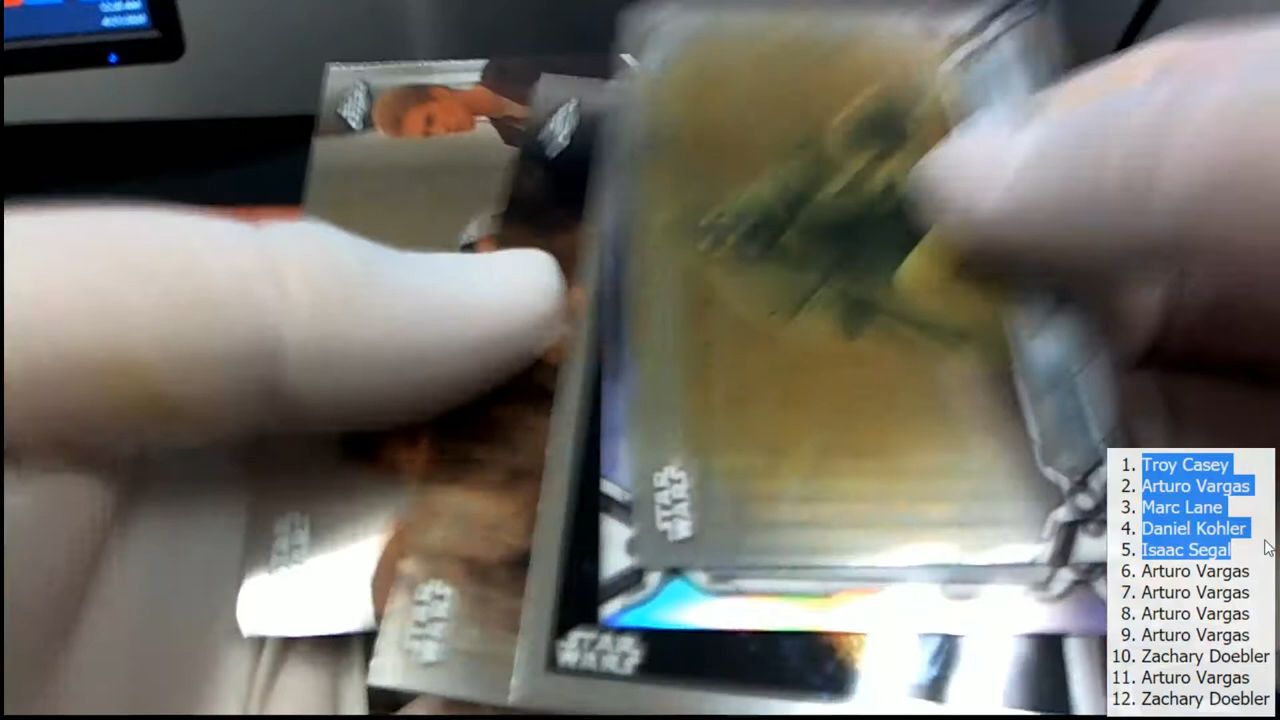 STAR
WARS
STAR
WARS
STAR
WARS
1. Troy Casey
2. Arturo Vargas
3. Marc Lane
4. Daniel Kohler
5. Isaac Segal
6. Arturo Vargas
7. Arturo Vargas
8. Arturo Vargas
9. Arturo Vargas
10. Zachary Doebler
11. Arturo Vargas
12. Zachary Doebler